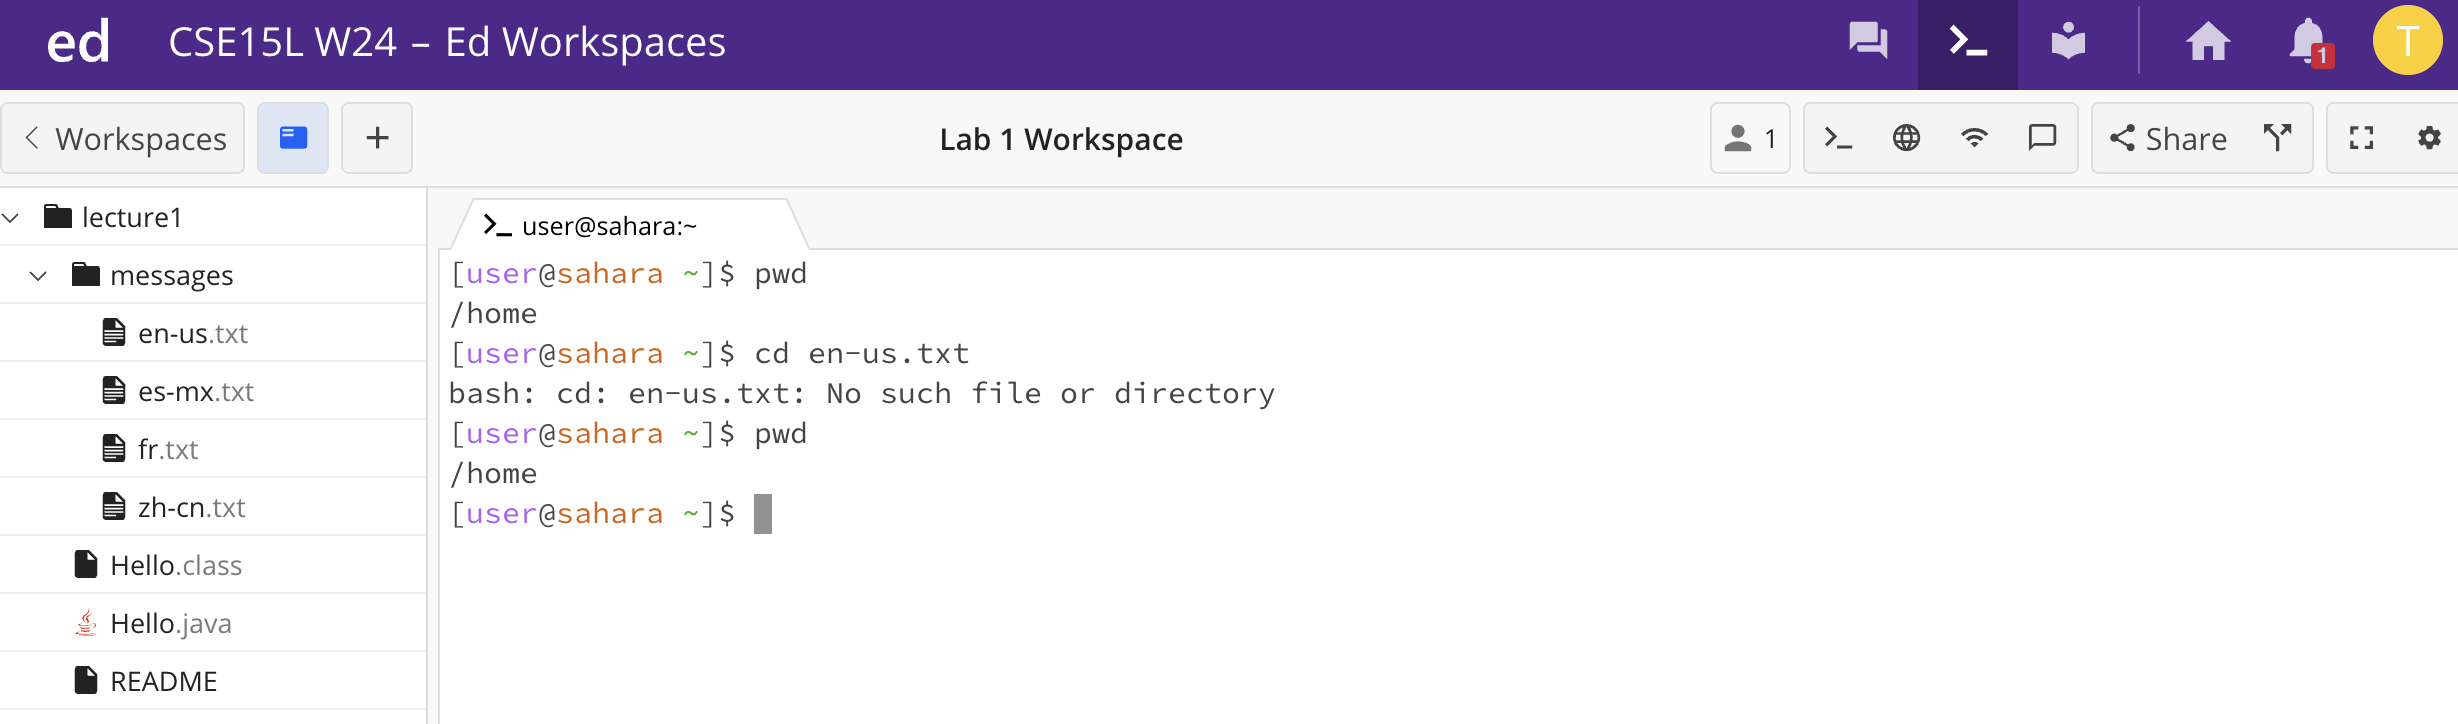 ed CSE15L W24 – Ed Workspaces 1 T
Workspaces + Lab 1 Workspace 1 Share
lecture1
messages
en-us.txt
es-mx.txt
fr.txt
zh-cn.txt
Hello.class
Hello.java
README
user@sahara:~
[user@sahara ~]$ pwd
/home
[user@sahara ~]$ cd en-us.txt
bash: cd: en-us.txt: No such file or directory
[user@sahara ~]$ pwd
/home
[user@sahara ~]$